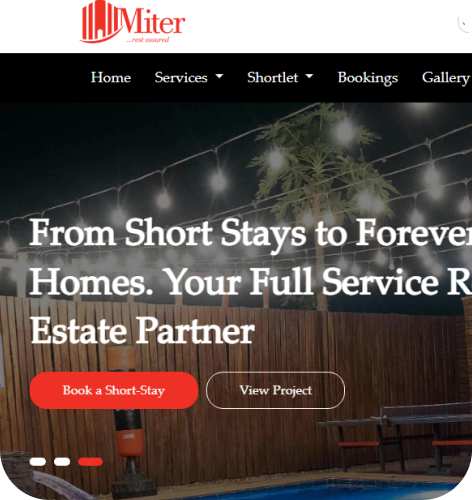 Miter
...rest assured
Home Services Shortlet Bookings Gallery
From Short Stays to Forever
Homes. Your Full Service R
Estate Partner
Book a Short-Stay View Project